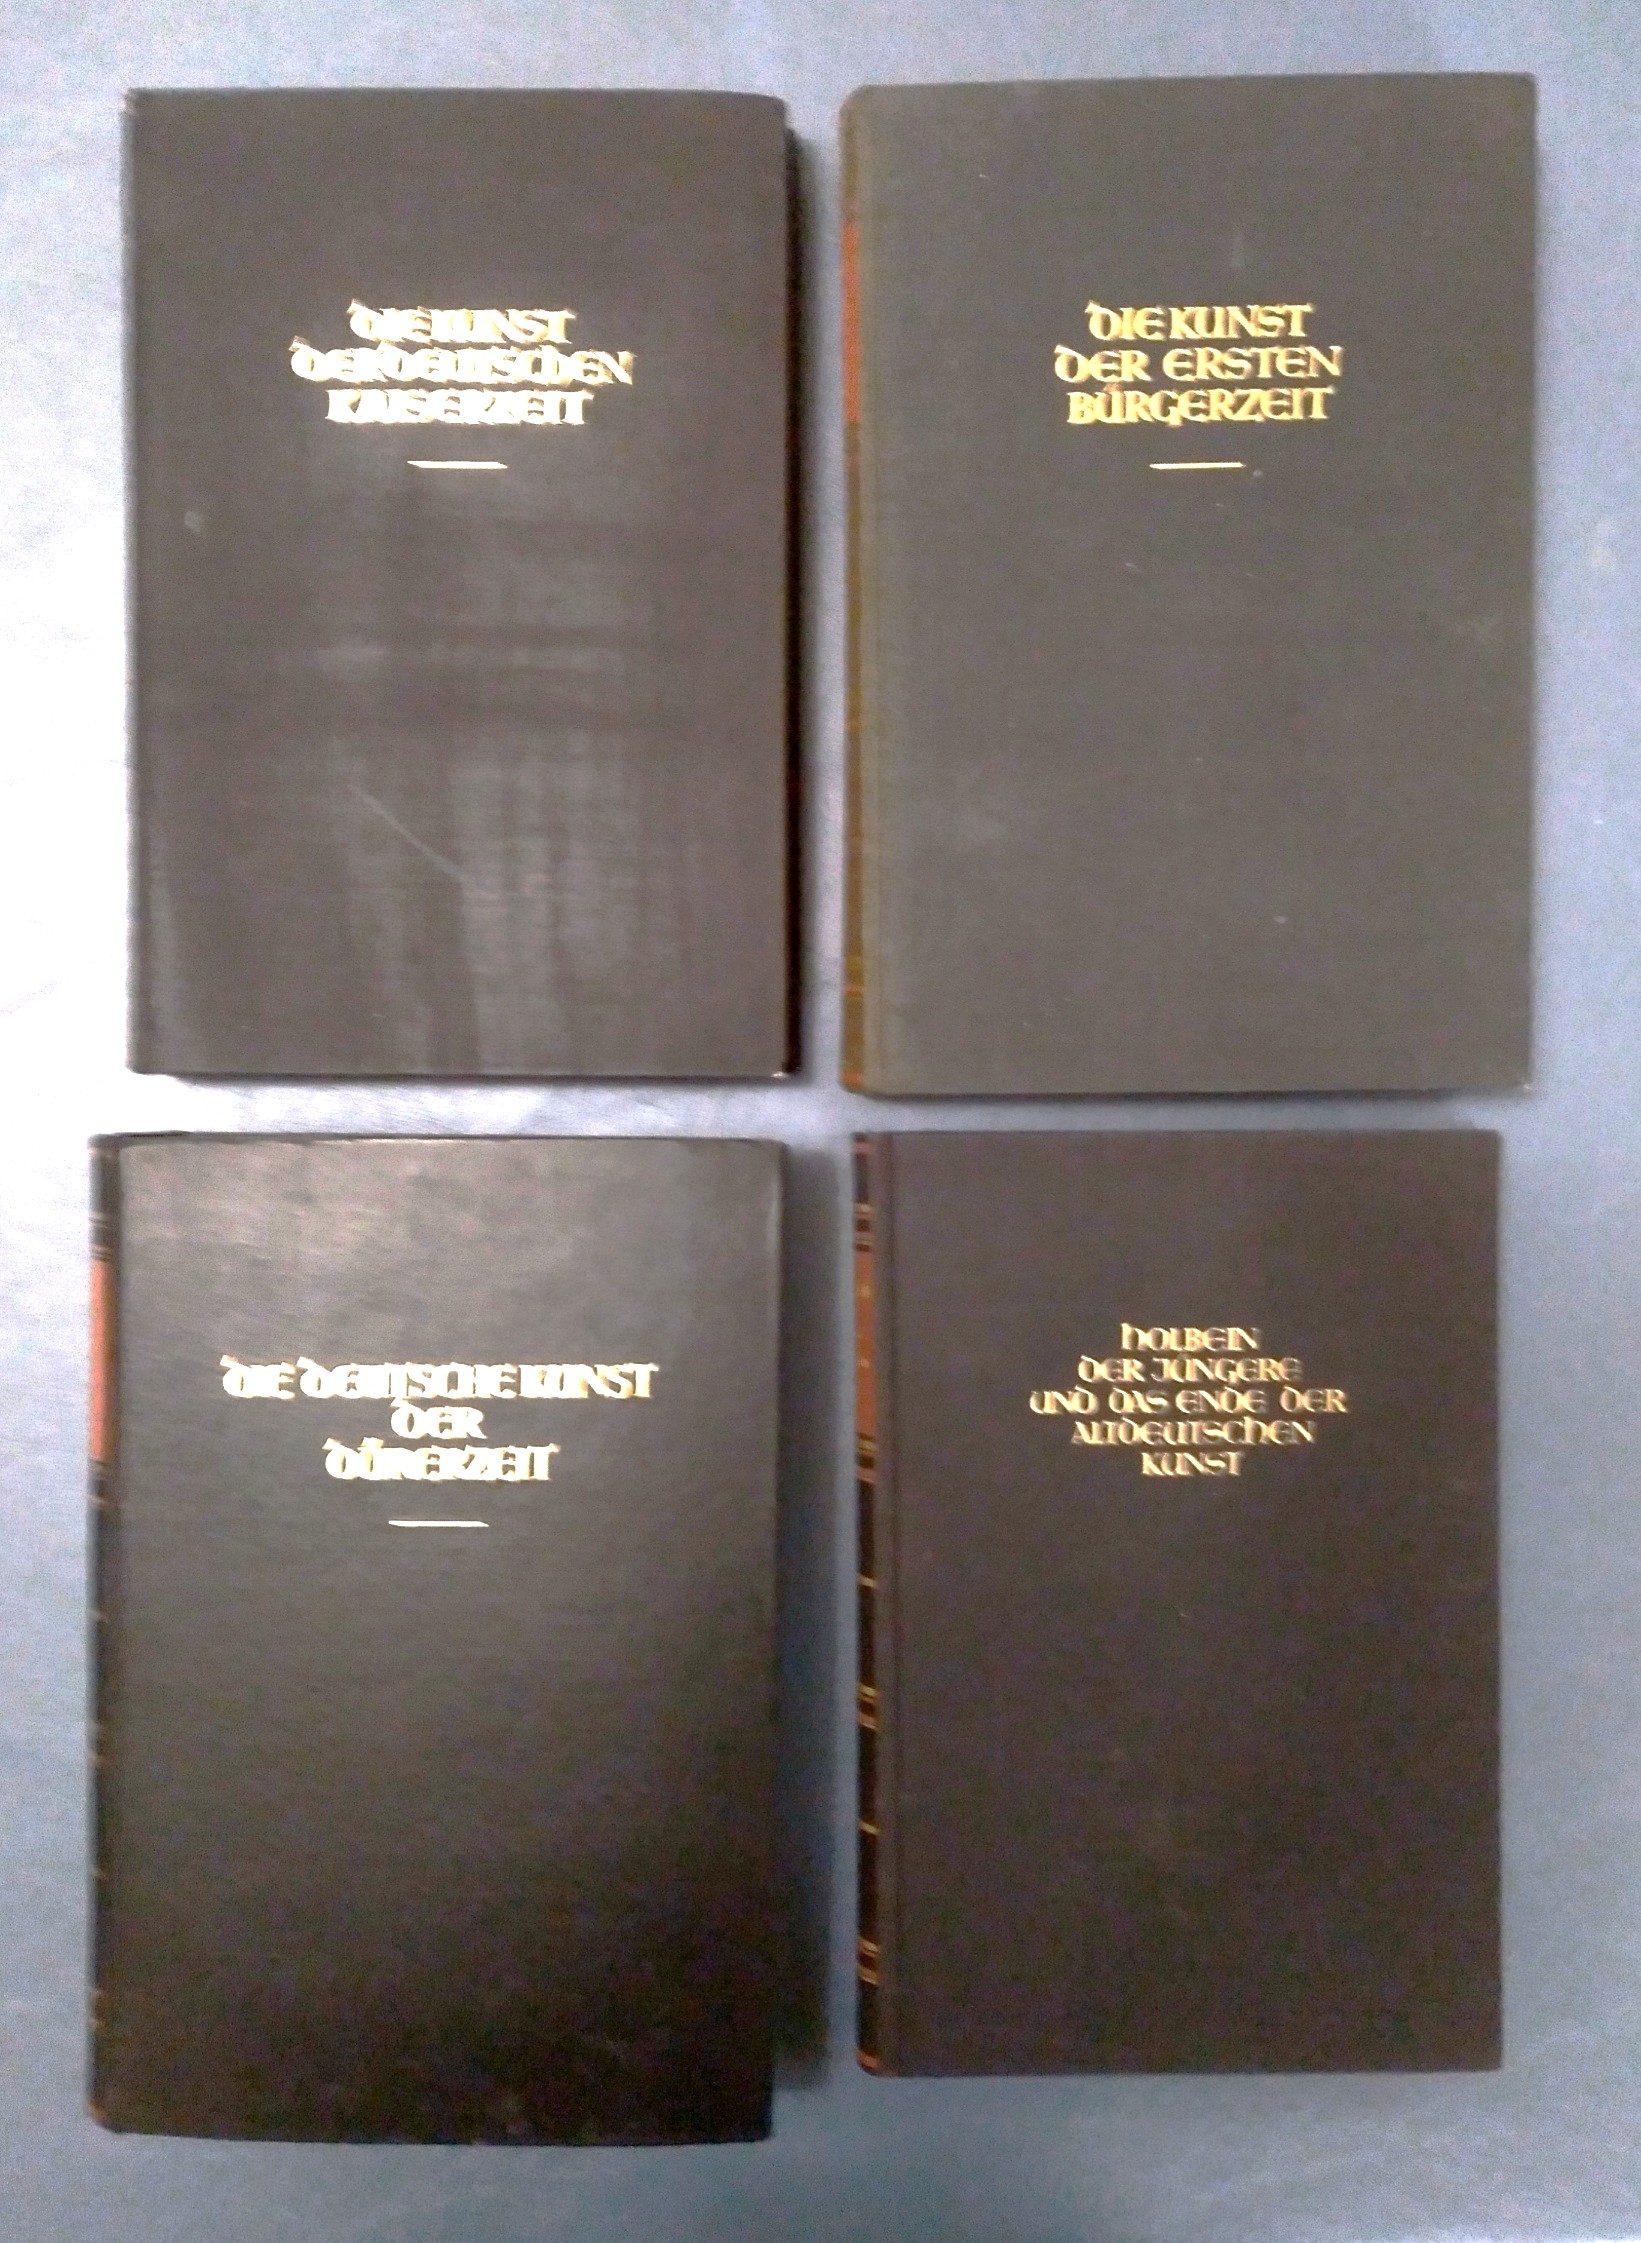 DIE KUNST
DER DEUTSCHEN
KAISERZEIT
DIE KUNST
DER ERSTEN
BÜRGERZEIT
DIE DEUTSCHE KUNST
DER
DÜRERZEIT
HOLBEIN
DER JÜNGERE
UND DAS ENDE DER
ALTDEUTSCHEN
KUNST